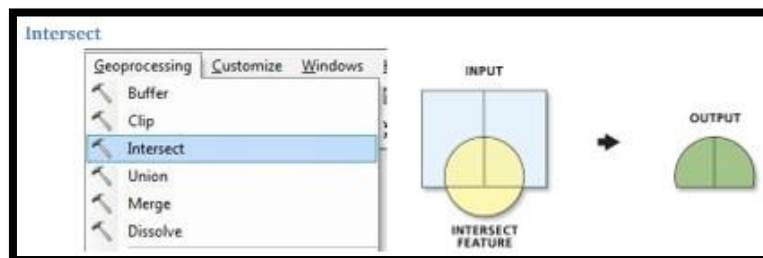 Intersect
Geoprocessing Customize Windows
Buffer
Clip
Intersect
Union
Merge
Dissolve
INPUT
OUTPUT
INTERSECT
FEATURE